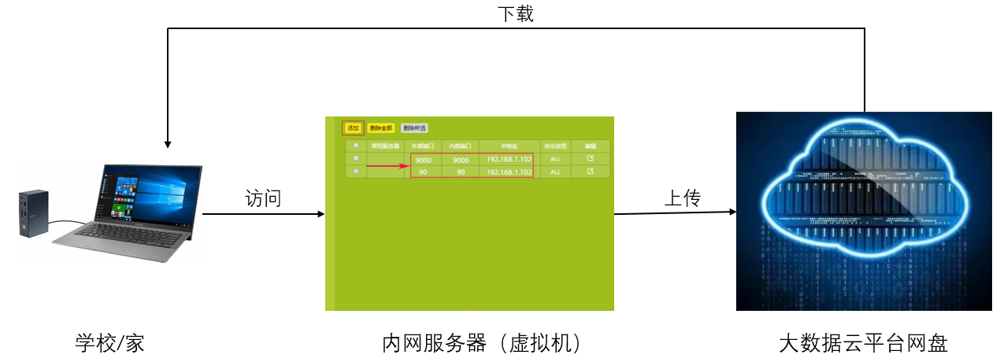 下载
添加 删除全部 删除所选
常用服务器 外部端口 内部端口 IP地址 协议类型 编辑
9000 9000 192.168.1.102 ALL
90 90 192.168.1.102 ALL
访问
上传
学校/家
内网服务器（虚拟机）
大数据云平台网盘